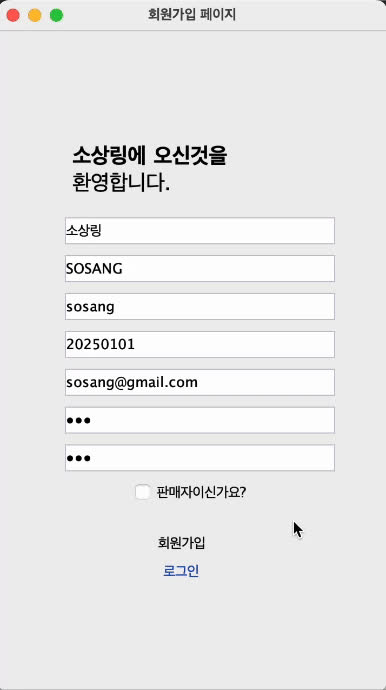 회원가입 페이지
소상링에 오신것을
환영합니다.
소상링
SOSANG
sosang
20250101
sosang@gmail.com
●●●
●●●
판매자이신가요?
회원가입
로그인